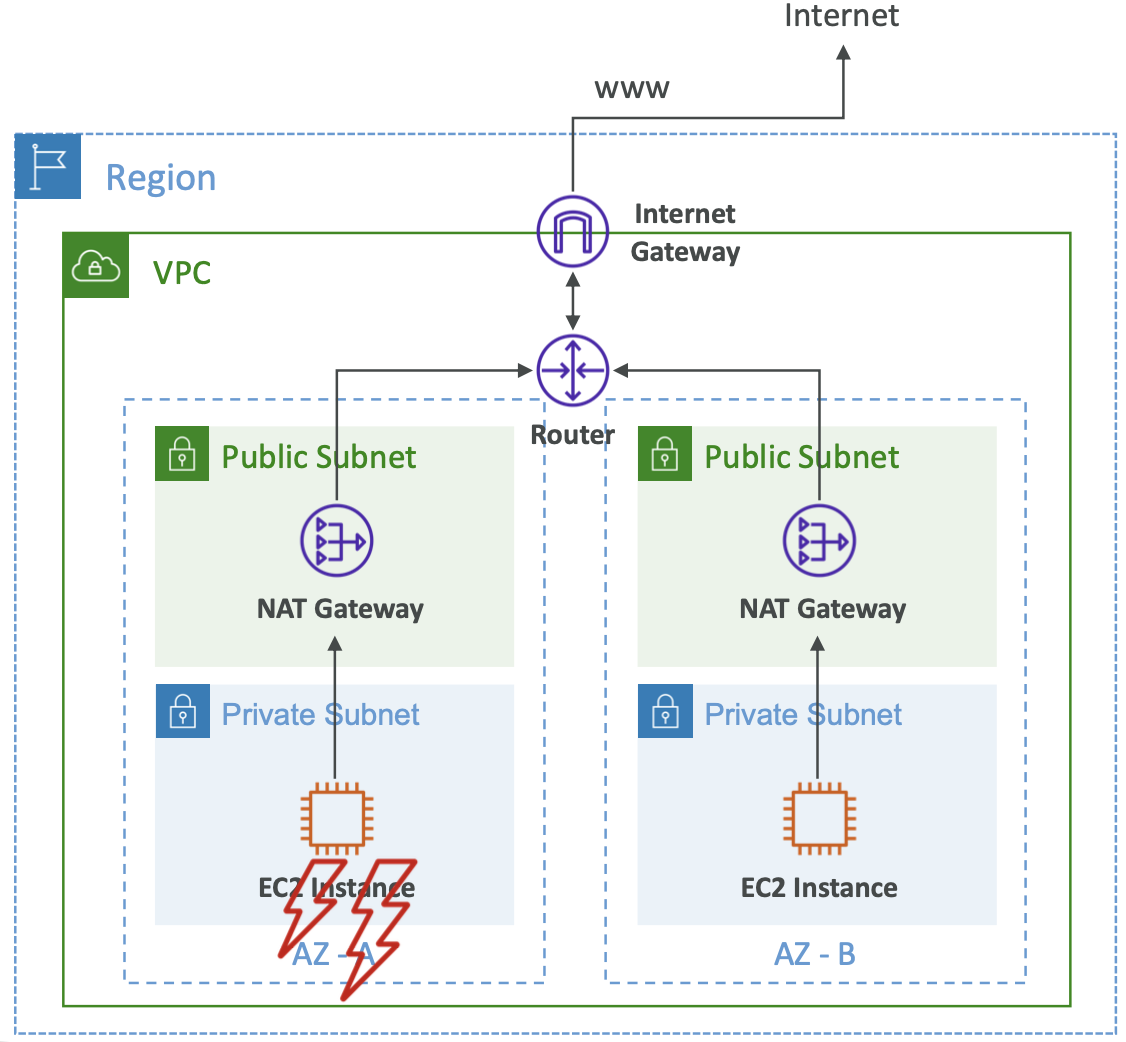 Internet
www
Region
Internet
Gateway
VPC
Router
Public Subnet
Public Subnet
NAT Gateway
NAT Gateway
Private Subnet
Private Subnet
EC2 Instance
EC2 Instance
AZ - A
AZ - B